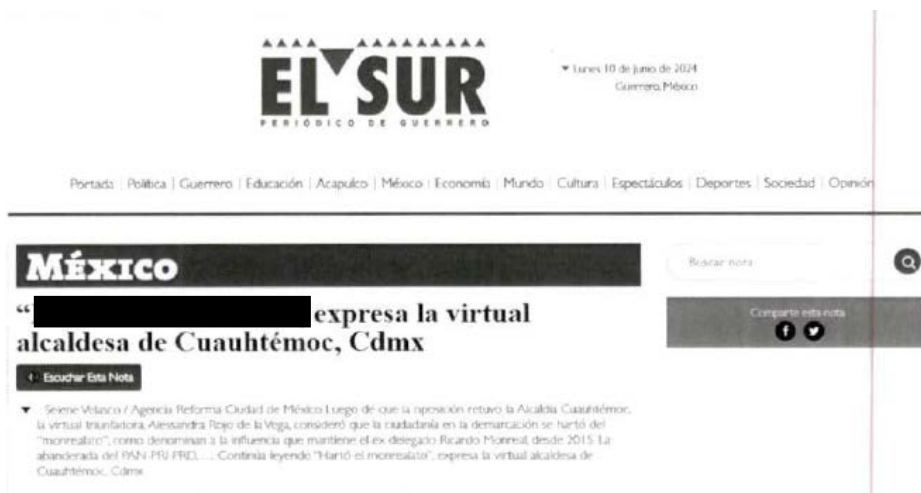 EL SUR
PERIÓDICO DE GUERRERO
Lunes 10 de junio de 2024
Guerrero, México
Portada | Política | Guerrero | Educación | Acapulco | México | Economía | Mundo | Cultura | Espectáculos | Deportes | Sociedad | Opinión
MÉXICO
Buscar nota
“ expresa la virtual
alcaldesa de Cuauhtémoc, Cdmx
Comparte esta nota
Escuchar Esta Nota
Selene Velasco / Agencia Reforma Ciudad de México Luego de que la oposición retuvo la Alcaldía Cuauhtémoc,
la virtual triunfadora, Alessandra Rojo de la Vega, consideró que la ciudadanía en la demarcación se hartó del
"monrealato", como denominan a la influencia que mantiene el ex delegado Ricardo Monreal desde 2015. La
abanderada del PAN-PRI-PRD,… Continúa leyendo "Hartó el monrealato", expresa la virtual alcaldesa de
Cuauhtémoc, Cdmx